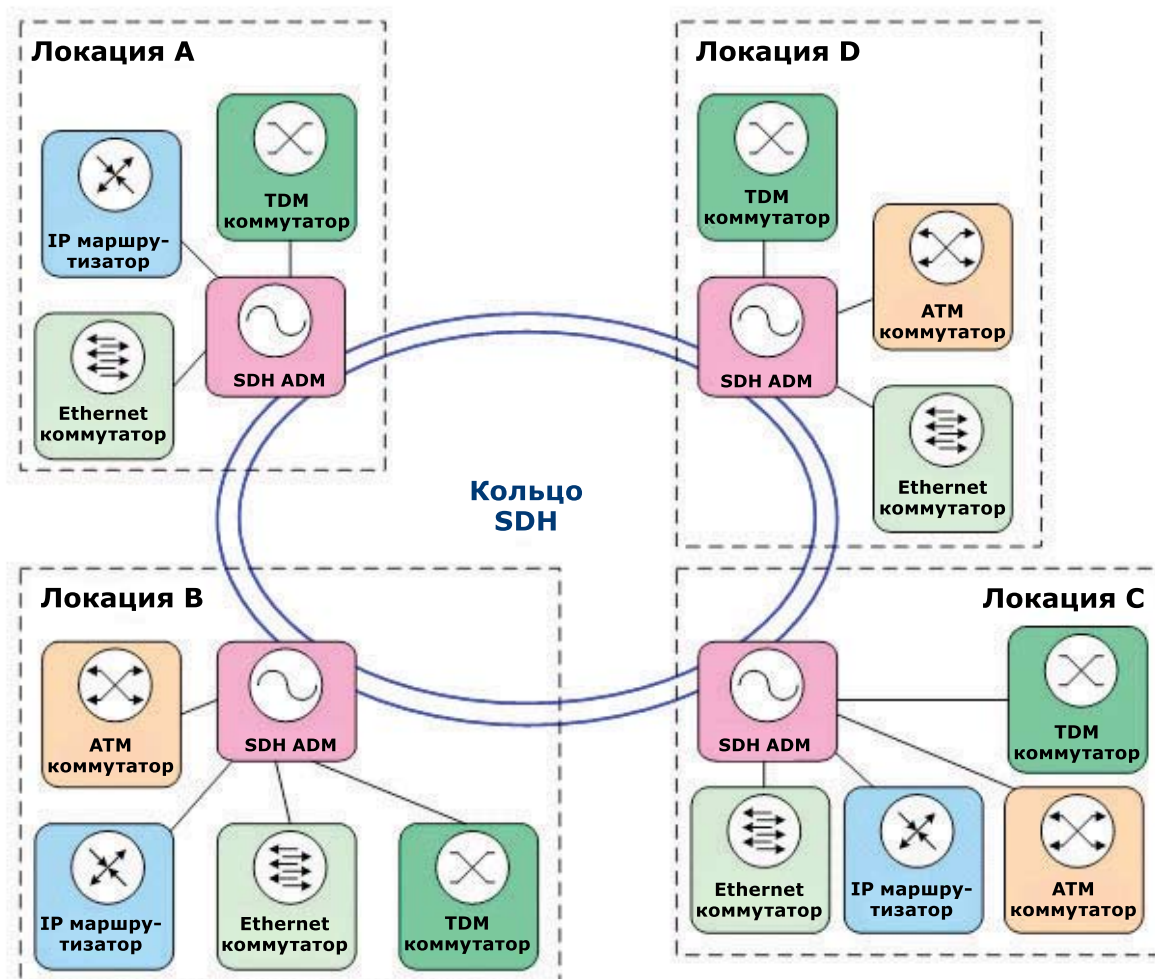 Локация A
TDM
коммутатор
IP маршру-
тизатор
SDH ADM
Ethernet
коммутатор
Локация D
TDM
коммутатор
ATM
коммутатор
SDH ADM
Ethernet
коммутатор
Кольцо
SDH
Локация B
ATM
коммутатор
SDH ADM
IP маршру-
тизатор
Ethernet
коммутатор
TDM
коммутатор
Локация C
SDH ADM
TDM
коммутатор
Ethernet
коммутатор
IP маршру-
тизатор
ATM
коммутатор